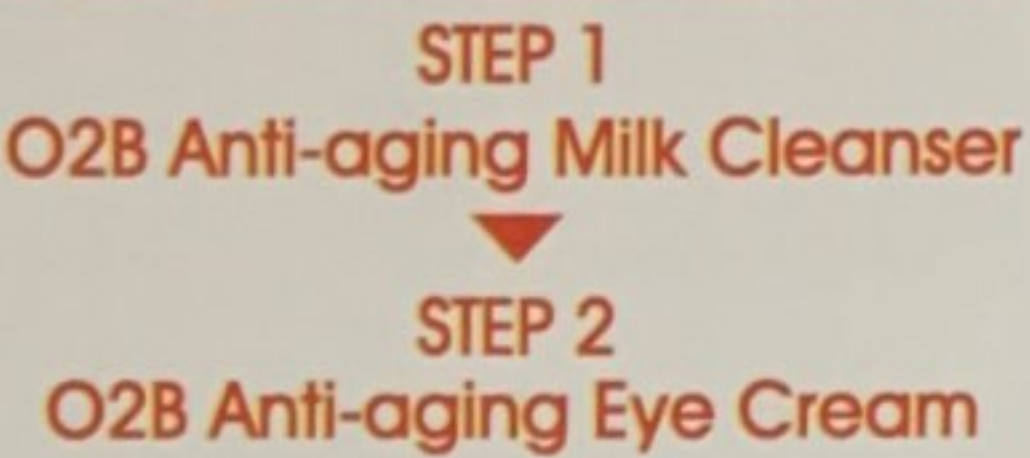 STEP 1
O2B Anti-aging Milk Cleanser
STEP 2
O2B Anti-aging Eye Cream